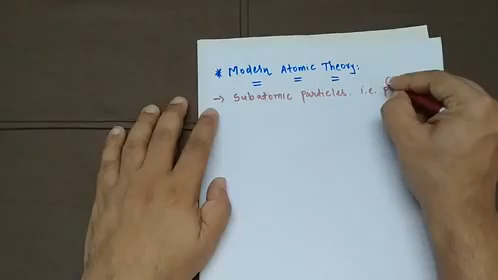 * Modern Atomic Theory:
→ Subatomic particles. i.e.